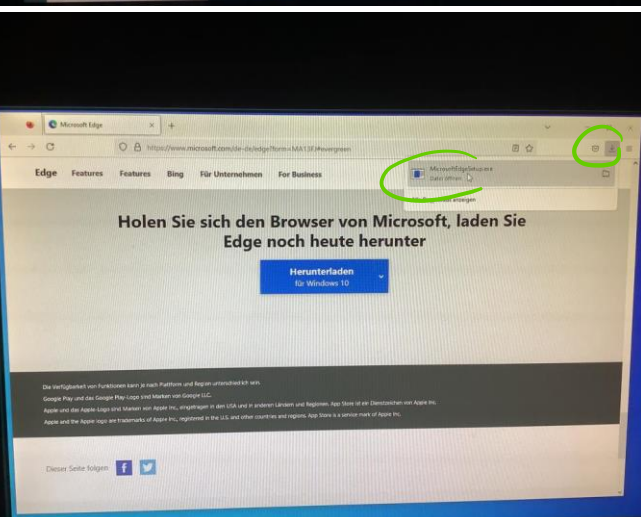 Microsoft Edge
https://www.microsoft.com/de-de/edge?form=MA13FJ#evergreen
Edge Features Features Bing Für Unternehmen For Business
MicrosoftEdgeSetup.exe
Datei öffnen
anzeigen
Holen Sie sich den Browser von Microsoft, laden Sie
Edge noch heute herunter
Herunterladen
für Windows 10
Die Verfügbarkeit von Funktionen kann je nach Plattform und Region unterschiedlich sein.
Google Play und das Google Play-Logo sind Marken von Google LLC.
Apple und das Apple-Logo sind Marken von Apple Inc., eingetragen in den USA und in anderen Ländern und Regionen. App Store ist ein Dienstzeichen von Apple Inc.
Apple and the Apple logo are trademarks of Apple Inc., registered in the U.S. and other countries and regions. App Store is a service mark of Apple Inc.
Dieser Seite folgen